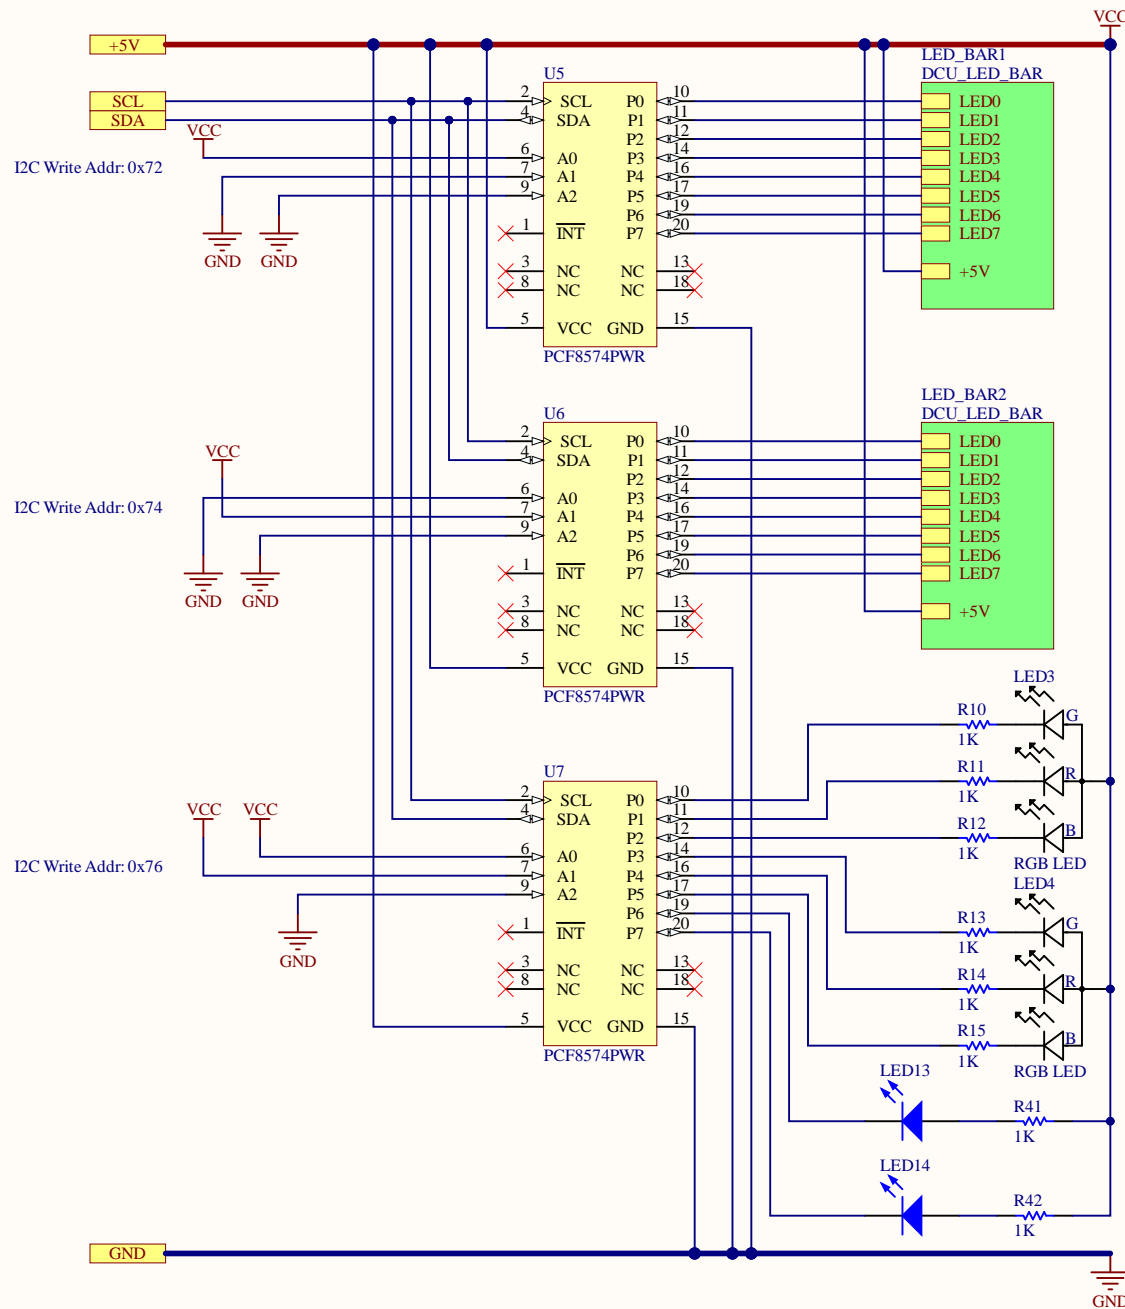 VCC
+5V
LED_BAR1
DCU_LED_BAR
U5
SCL
SDA
VCC
I2C Write Addr: 0x72
GND GND
2 SCL P0 10 LED0
4 SDA P1 11 LED1
P2 12 LED2
6 A0 P3 14 LED3
7 A1 P4 16 LED4
9 A2 P5 17 LED5
P6 19 LED6
1 INT P7 20 LED7
3 NC NC 13 +5V
8 NC NC 18
5 VCC GND 15
PCF8574PWR
LED_BAR2
DCU_LED_BAR
U6
VCC
I2C Write Addr: 0x74
GND GND
2 SCL P0 10 LED0
4 SDA P1 11 LED1
P2 12 LED2
6 A0 P3 14 LED3
7 A1 P4 16 LED4
9 A2 P5 17 LED5
P6 19 LED6
1 INT P7 20 LED7
3 NC NC 13 +5V
8 NC NC 18
5 VCC GND 15
PCF8574PWR
LED3
R10 G
1K
R11 R
1K
R12 B
1K
RGB LED
U7
VCC VCC
I2C Write Addr: 0x76
GND
2 SCL P0 10
4 SDA P1 11
P2 12
6 A0 P3 14
7 A1 P4 16
9 A2 P5 17
P6 19
1 INT P7 20
3 NC NC 13
8 NC NC 18
5 VCC GND 15
PCF8574PWR
LED4
R13 G
1K
R14 R
1K
R15 B
1K
RGB LED
LED13
R41
1K
LED14
R42
1K
GND
GND